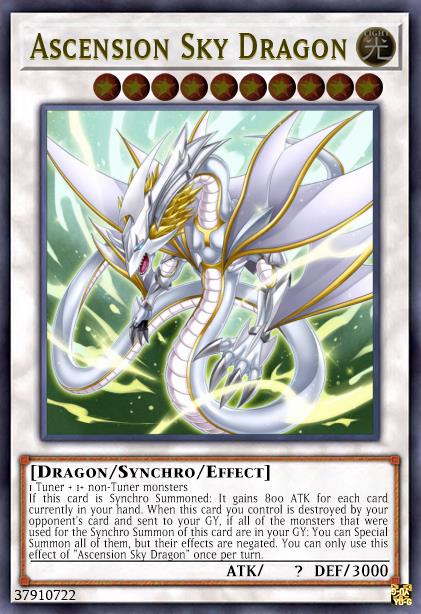 ASCENSION SKY DRAGON
LIGHT
光
[DRAGON/SYNCHRO/EFFECT]
1 Tuner + 1+ non-Tuner monsters
If this card is Synchro Summoned: It gains 800 ATK for each card
currently in your hand. When this card you control is destroyed by your
opponent's card and sent to your GY, if all of the monsters that were
used for the Synchro Summon of this card are in your GY: You can Special
Summon all of them, but their effects are negated. You can only use this
effect of "Ascension Sky Dragon" once per turn.
ATK/ ? DEF/3000
37910722